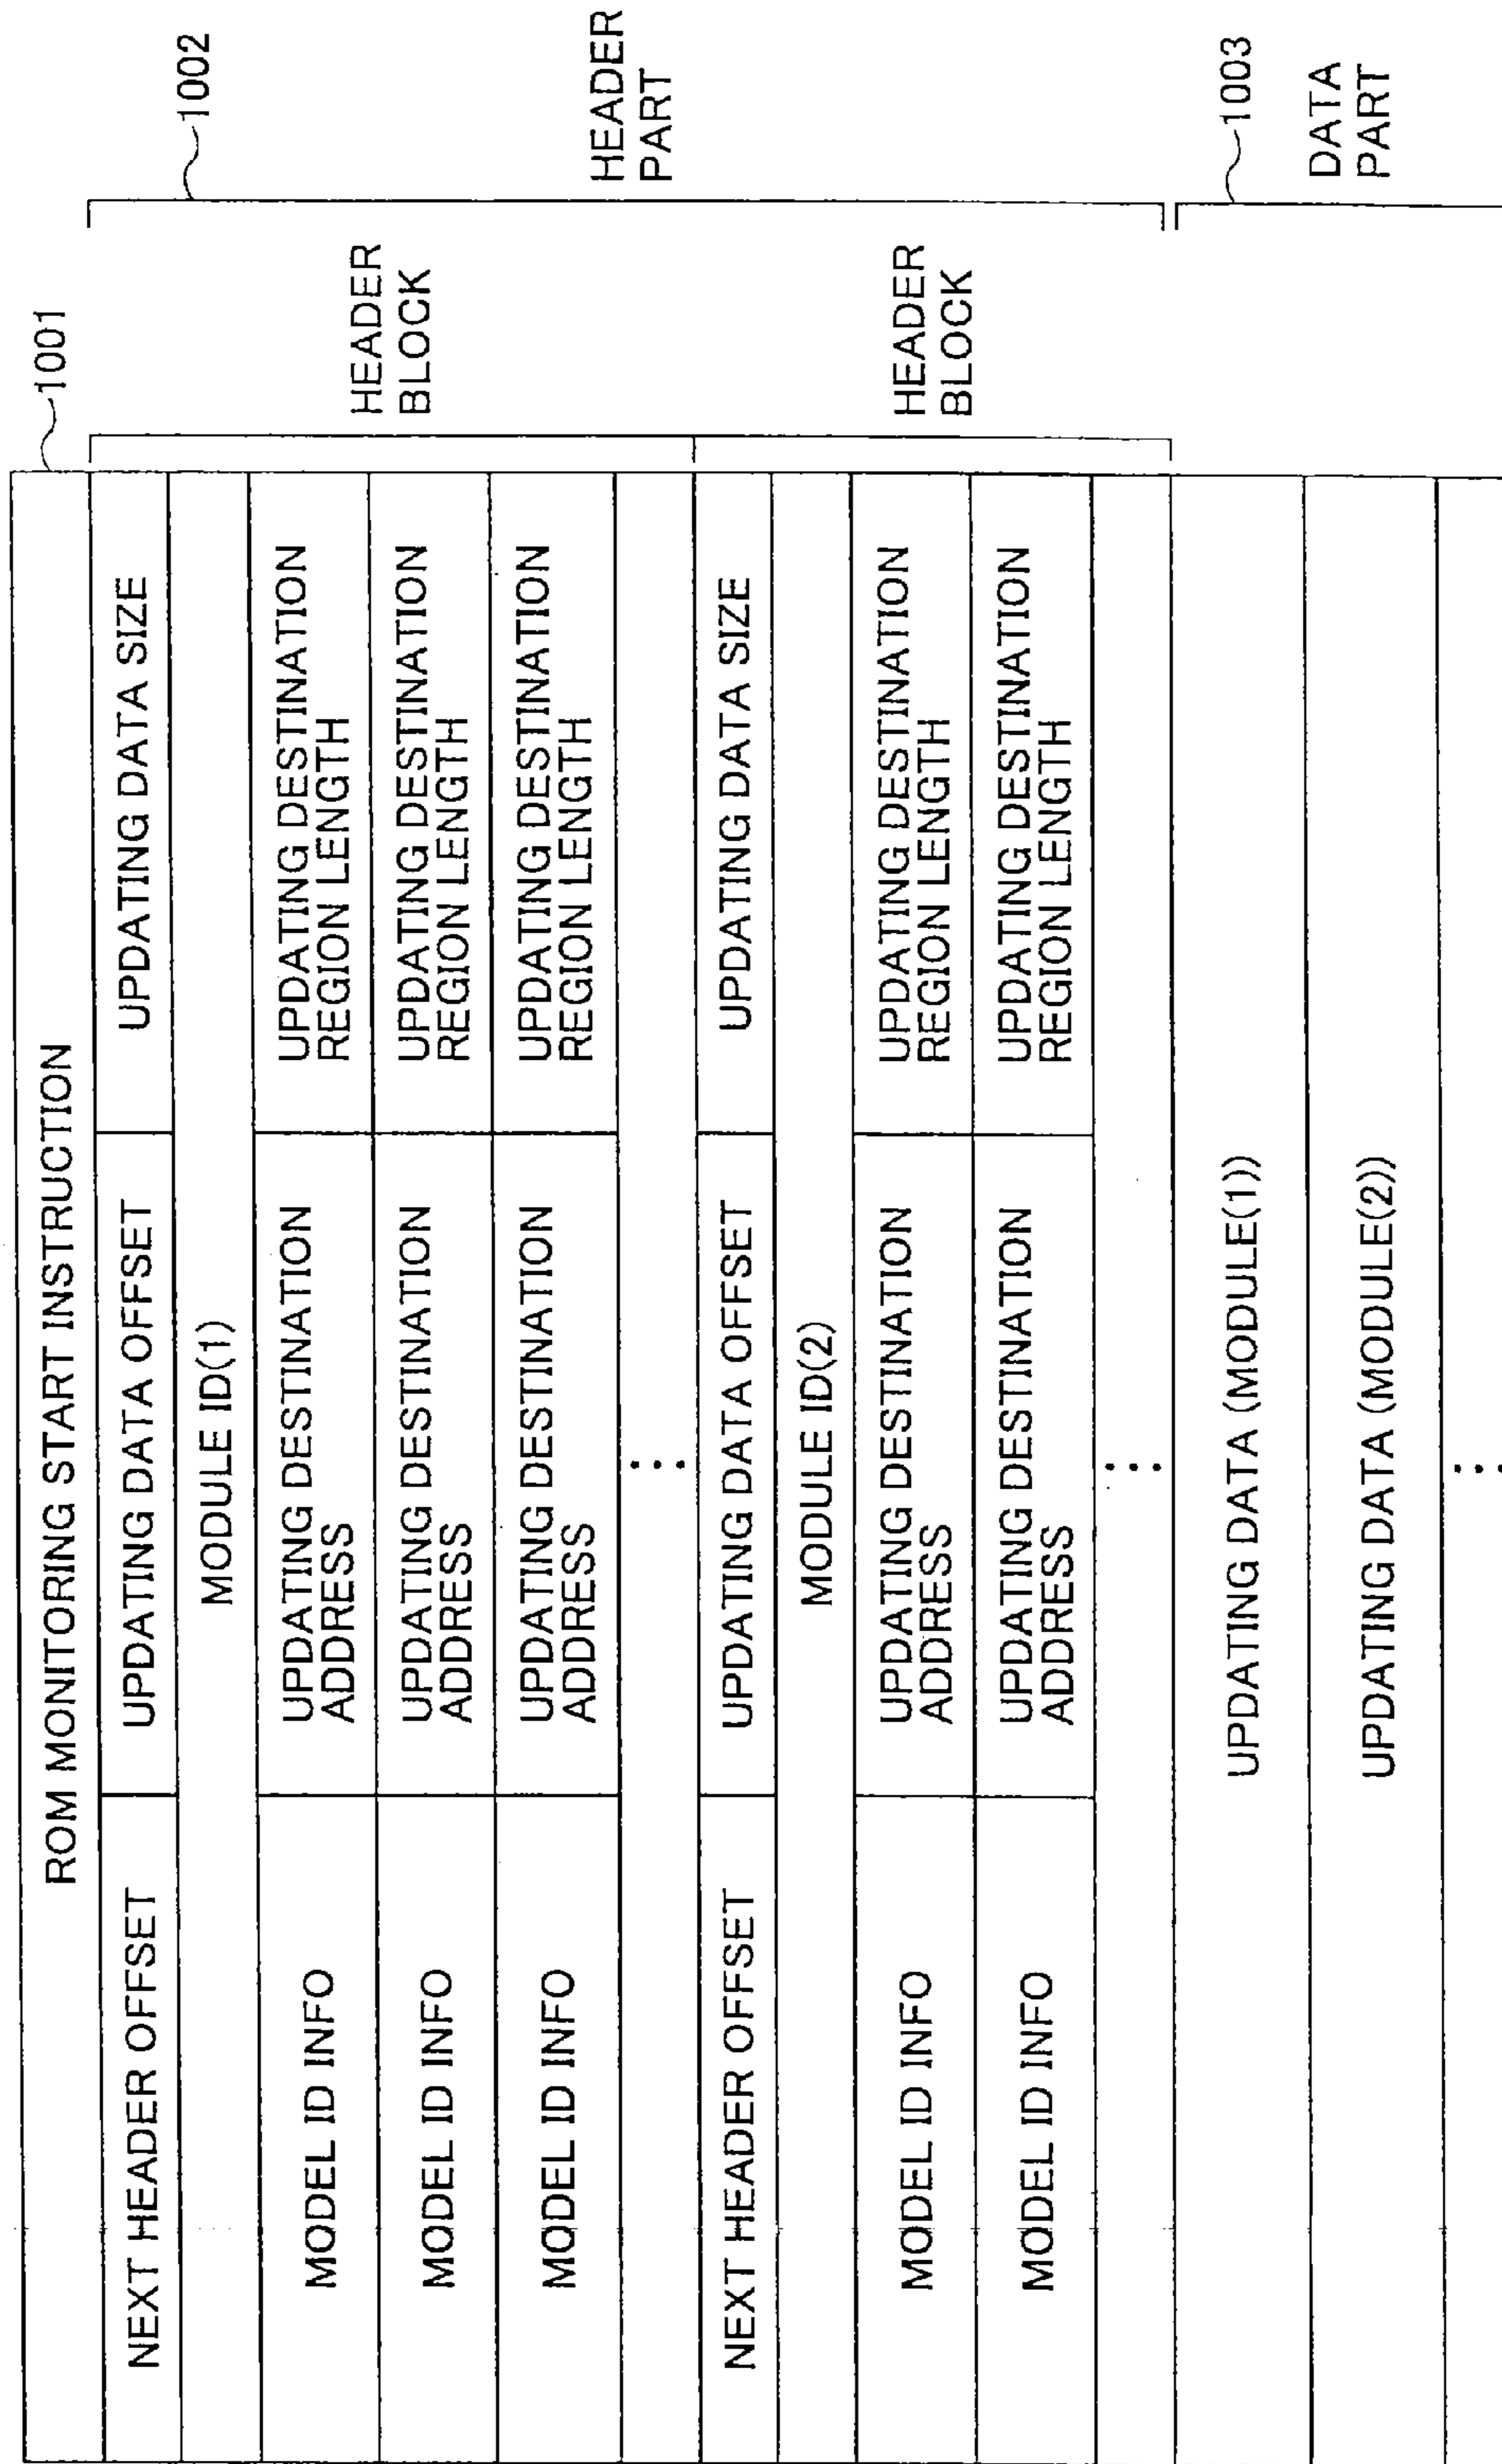 ROM MONITORING START INSTRUCTION
1001
NEXT HEADER OFFSET UPDATING DATA OFFSET UPDATING DATA SIZE
1002
MODULE ID(1)
MODEL ID INFO
UPDATING DESTINATION
ADDRESS
UPDATING DESTINATION
REGION LENGTH
MODEL ID INFO
UPDATING DESTINATION
ADDRESS
UPDATING DESTINATION
REGION LENGTH
MODEL ID INFO
UPDATING DESTINATION
ADDRESS
UPDATING DESTINATION
REGION LENGTH
HEADER
BLOCK
HEADER
PART
...
NEXT HEADER OFFSET UPDATING DATA OFFSET UPDATING DATA SIZE
MODULE ID(2)
MODEL ID INFO
UPDATING DESTINATION
ADDRESS
UPDATING DESTINATION
REGION LENGTH
MODEL ID INFO
UPDATING DESTINATION
ADDRESS
UPDATING DESTINATION
REGION LENGTH
HEADER
BLOCK
...
UPDATING DATA (MODULE(1))
1003
UPDATING DATA (MODULE(2))
DATA
PART
...